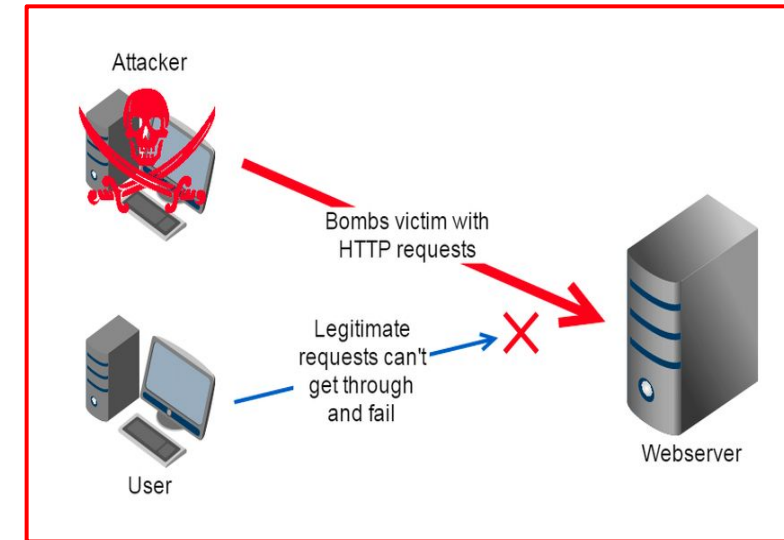 Attacker
Bombs victim with
HTTP requests
Legitimate
requests can't
get through
and fail
User
Webserver